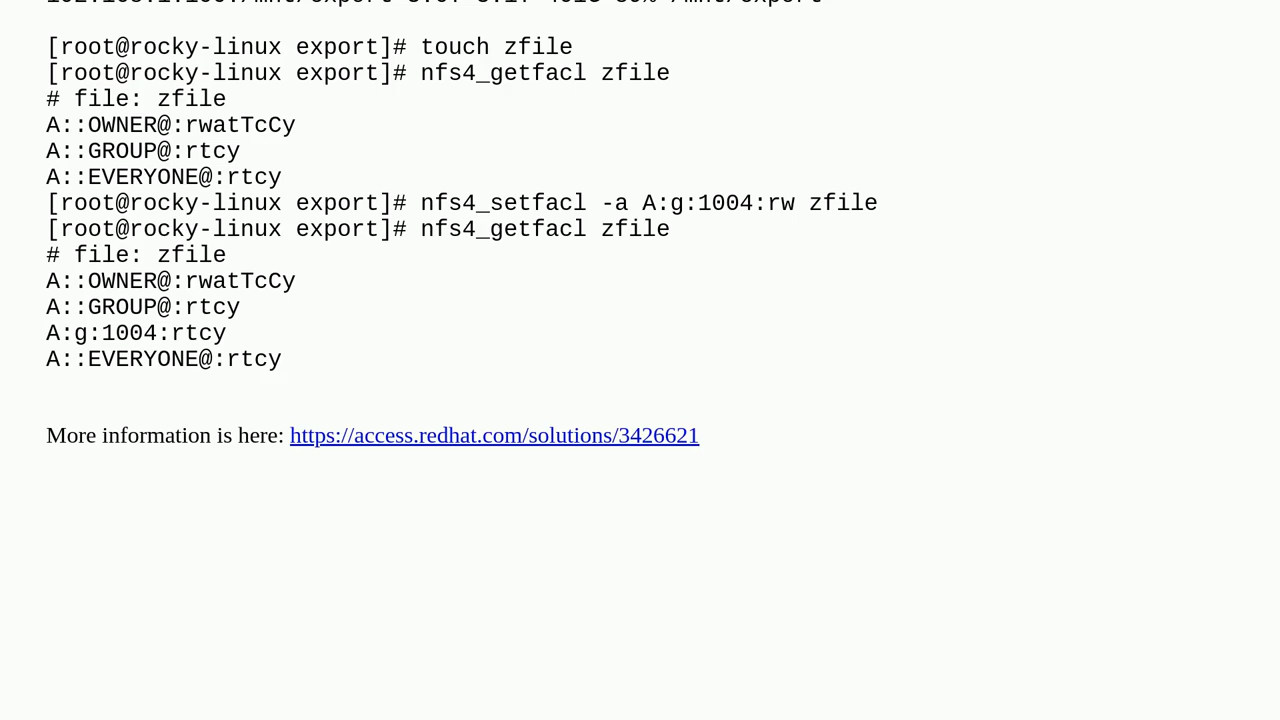 [root@rocky-linux export]# touch zfile
[root@rocky-linux export]# nfs4_getfacl zfile
# file: zfile
A::OWNER@:rwatTcCy
A::GROUP@:rtcy
A::EVERYONE@:rtcy
[root@rocky-linux export]# nfs4_setfacl -a A:g:1004:rw zfile
[root@rocky-linux export]# nfs4_getfacl zfile
# file: zfile
A::OWNER@:rwatTcCy
A::GROUP@:rtcy
A:g:1004:rtcy
A::EVERYONE@:rtcy
More information is here: https://access.redhat.com/solutions/3426621